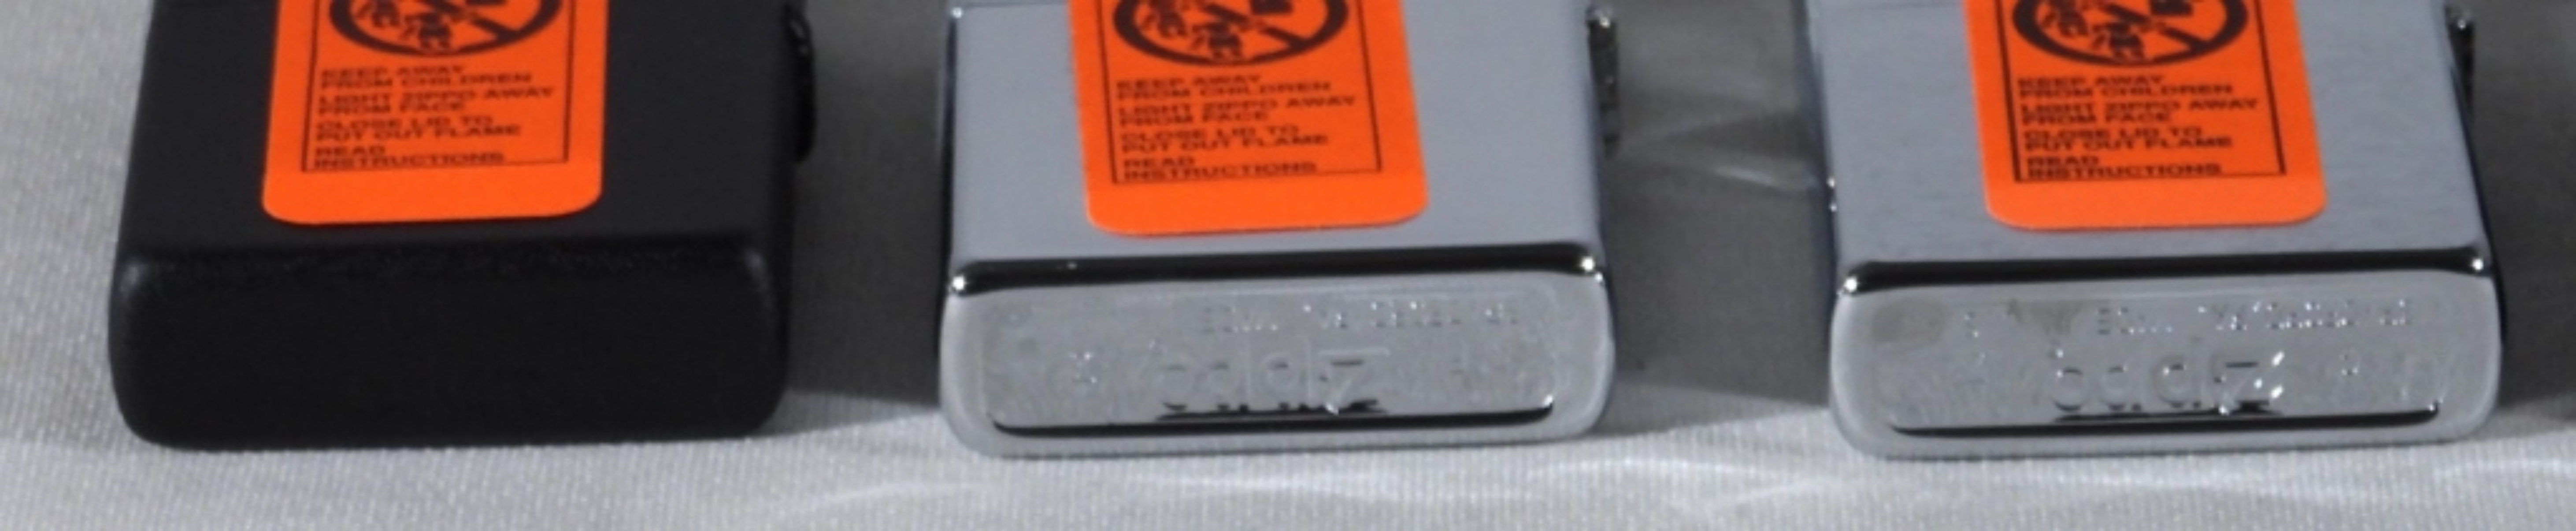 KEEP AWAY
FROM CHILDREN
LIGHT ZIPPO AWAY
FROM FACE
CLOSE LID TO
PUT OUT FLAME
READ
INSTRUCTIONS
KEEP AWAY
FROM CHILDREN
LIGHT ZIPPO AWAY
FROM FACE
CLOSE LID TO
PUT OUT FLAME
READ
INSTRUCTIONS
KEEP AWAY
FROM CHILDREN
LIGHT ZIPPO AWAY
FROM FACE
CLOSE LID TO
PUT OUT FLAME
READ
INSTRUCTIONS
Zippo
Zippo